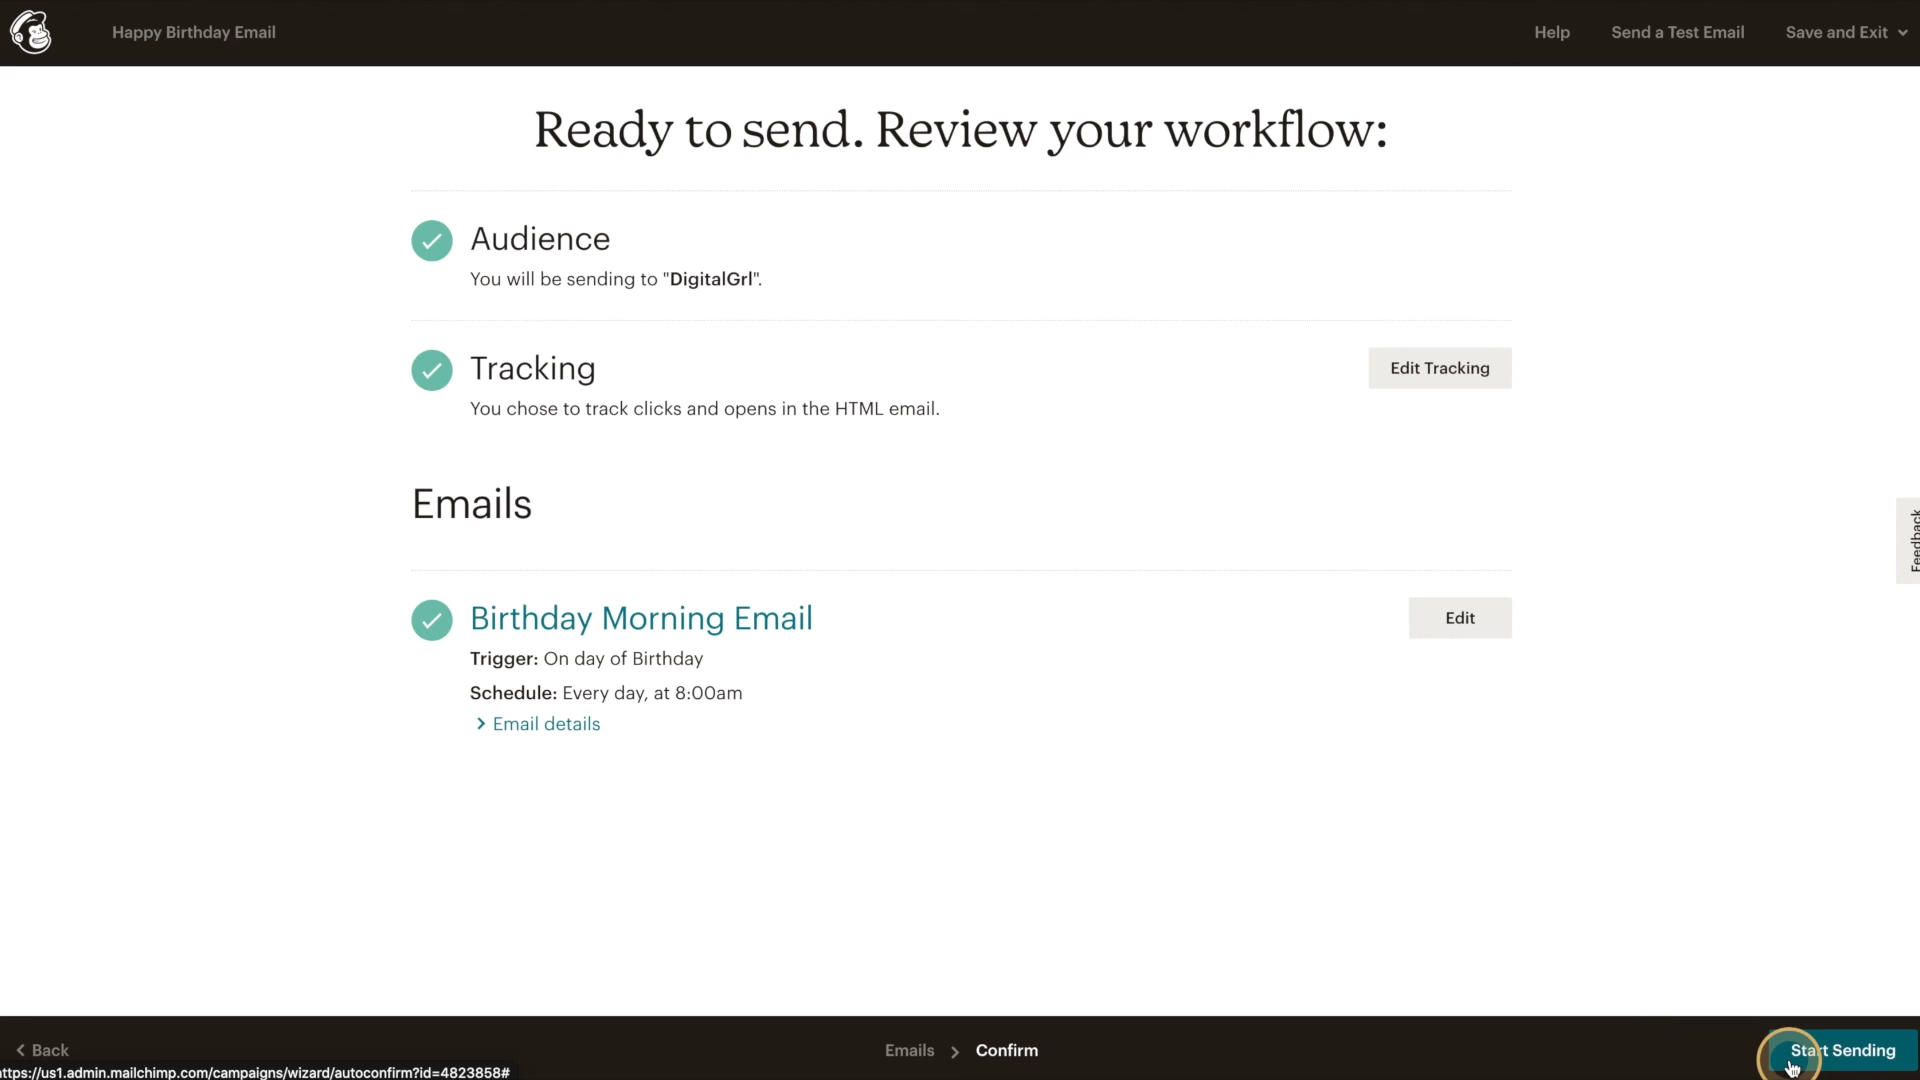 Happy Birthday Email
Help
Send a Test Email
Save and Exit
Ready to send. Review your workflow:
Audience
You will be sending to "DigitalGrl".
Tracking
Edit Tracking
You chose to track clicks and opens in the HTML email.
Feedback
Emails
Birthday Morning Email
Edit
Trigger: On day of Birthday
Schedule: Every day, at 8:00am
Email details
Back
Emails
Confirm
Start Sending
ttps://us1.admin.mailchimp.com/campaigns/wizard/autoconfirm?id=4823858#